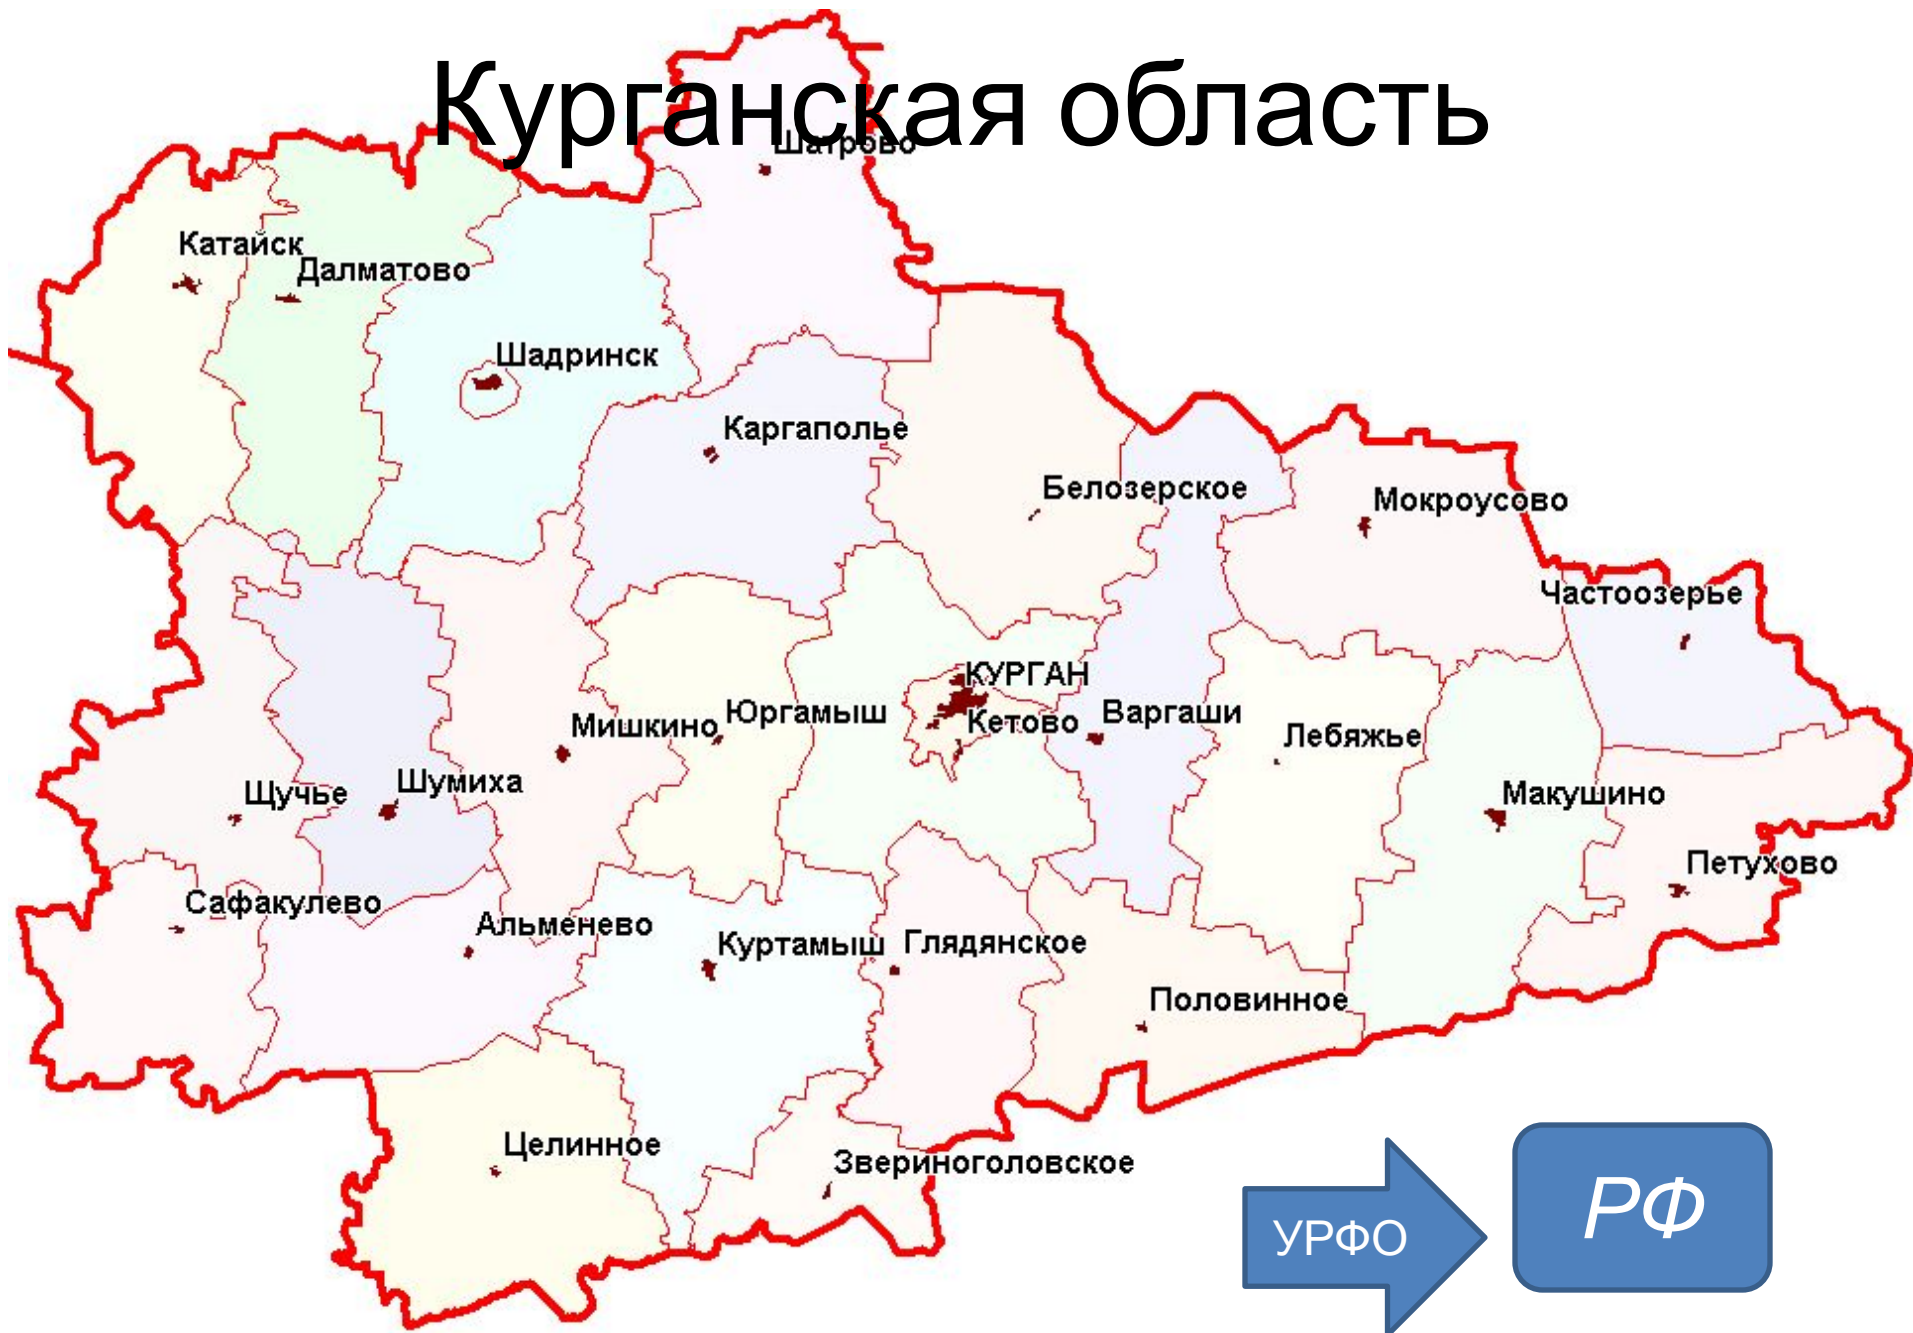 Курганская область
Шатрово
Катайск
Далматово
Шадринск
Каргаполье
Белозерское
Мокроусово
Частоозерье
КУРГАН
Кетово
Варгаши
Юргамыш
Мишкино
Лебяжье
Шумиха
Щучье
Макушино
Петухово
Сафакулево
Альменево
Куртамыш
Глядянское
Половинное
Целинное
Звериноголовское
УРФО
РФ